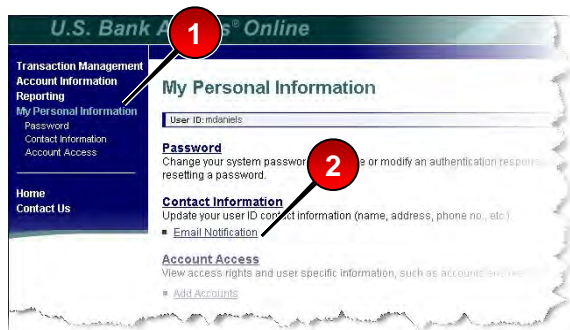 U.S. Bank A s® Online
1
Transaction Management
Account Information
Reporting
My Personal Information
Password
Contact Information
Account Access
Home
Contact Us
My Personal Information
User ID: mdaniels
Password
Change your system passwor e or modify an authentication respon
resetting a password.
2
Contact Information
Update your user ID contact information (name, address, phone no., etc.)
Email Notification
Account Access
View access rights and user specific information, such as accounts
Add Accounts